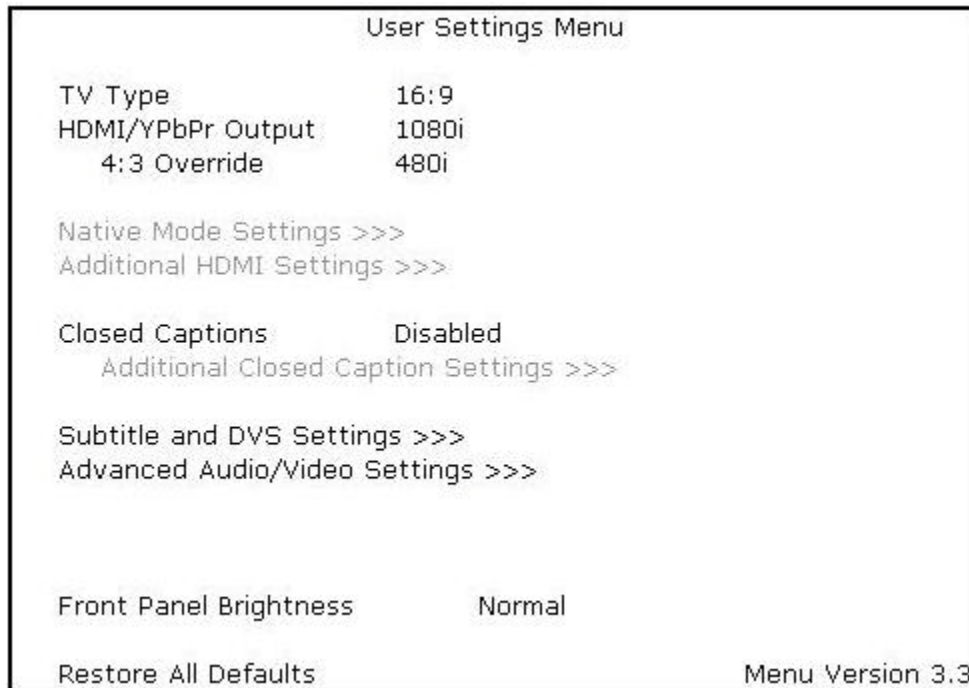 User Settings Menu
TV Type 16:9
HDMI/YPbPr Output 1080i
4:3 Override 480i
Native Mode Settings >>>
Additional HDMI Settings >>>
Closed Captions Disabled
Additional Closed Caption Settings >>>
Subtitle and DVS Settings >>>
Advanced Audio/Video Settings >>>
Front Panel Brightness Normal
Restore All Defaults Menu Version 3.3